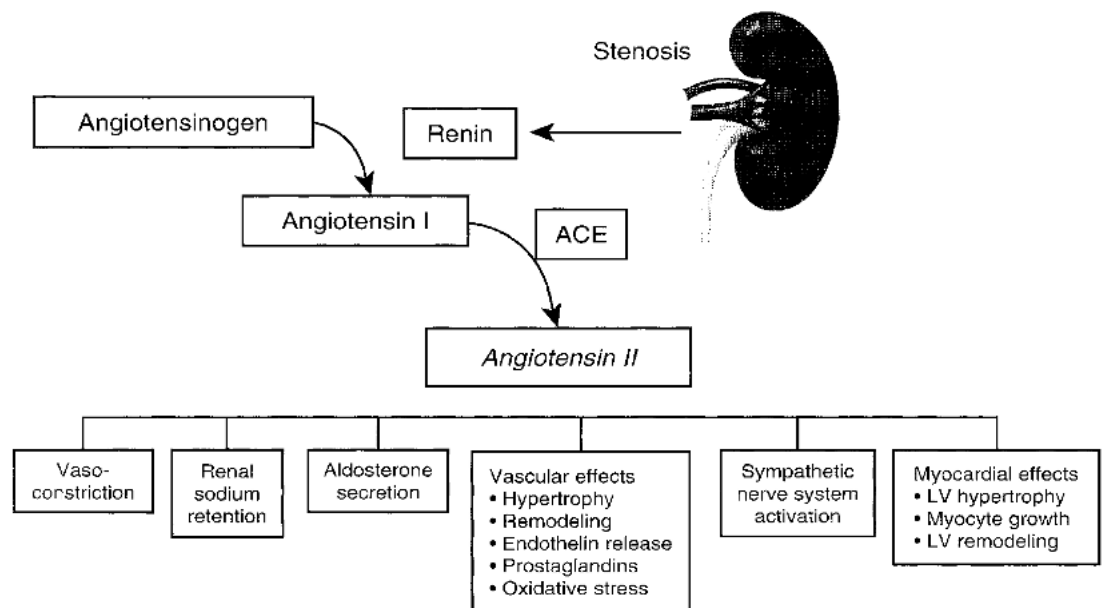 Stenosis
Angiotensinogen
Renin
Angiotensin I
ACE
Angiotensin II
Vaso-
constriction
Renal
sodium
retention
Aldosterone
secretion
Vascular effects
• Hypertrophy
• Remodeling
• Endothelin release
• Prostaglandins
• Oxidative stress
Sympathetic
nerve system
activation
Myocardial effects
• LV hypertrophy
• Myocyte growth
• LV remodeling